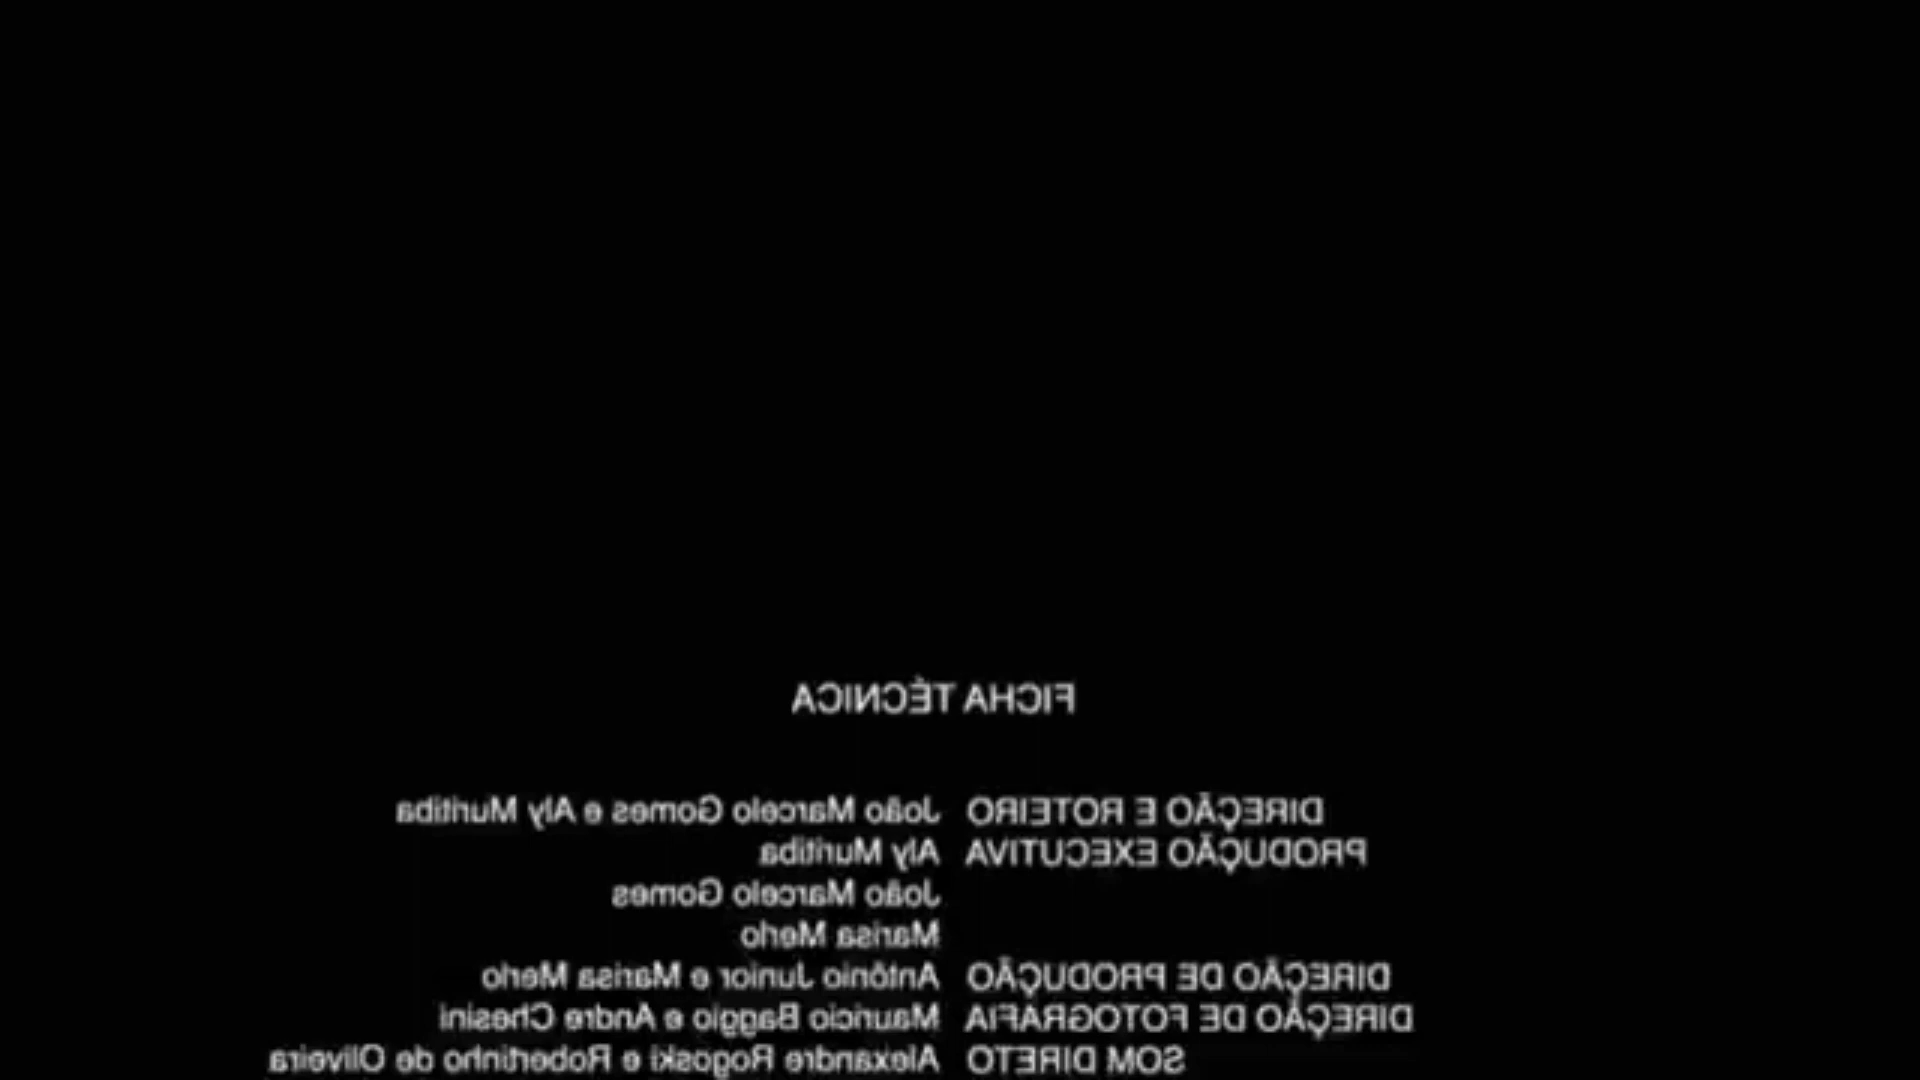 FICHA TÉCNICA
DIREÇÃO E ROTEIRO João Marcelo Gomes e Aly Muritiba
PRODUÇÃO EXECUTIVA Aly Muritiba
João Marcelo Gomes
Marisa Merlo
DIREÇÃO DE PRODUÇÃO Antônio Junior e Marisa Merlo
DIREÇÃO DE FOTOGRAFIA Mauricio Baggio e Andre Chesini
SOM DIRETO Alexandre Rogoski e Robertinho de Oliveira